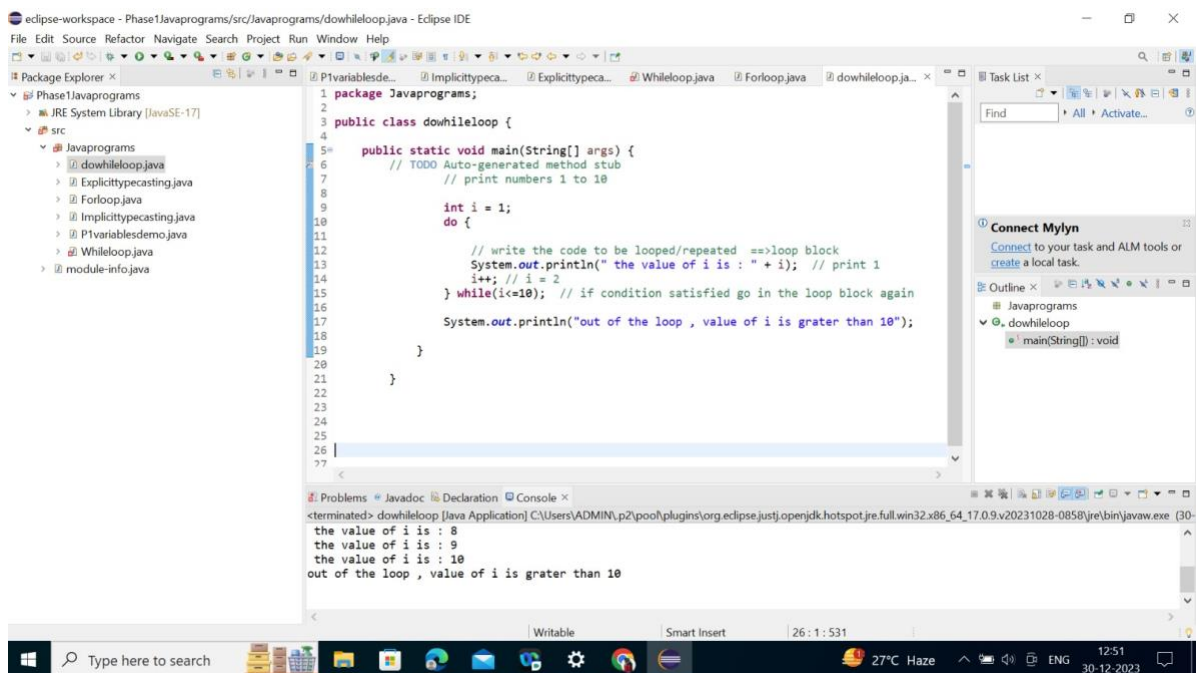 eclipse-workspace - Phase1Javaprograms/src/Javaprograms/dowhileloop.java - Eclipse IDE
File Edit Source Refactor Navigate Search Project Run Window Help
Package Explorer
Phase1Javaprograms
JRE System Library [JavaSE-17]
src
Javaprograms
dowhileloop.java
Explicittypecasting.java
Forloop.java
Implicittypecasting.java
P1variablesdemo.java
Whileloop.java
module-info.java
P1variablesde... Implicittypeca... Explicittypeca... Whileloop.java Forloop.java dowhileloop.ja...
1 package Javaprograms;
2
3 public class dowhileloop {
4
5 public static void main(String[] args) {
6 // TODO Auto-generated method stub
7 // print numbers 1 to 10
8
9 int i = 1;
10 do {
11
12 // write the code to be looped/repeated ==>loop block
13 System.out.println(" the value of i is : " + i); // print 1
14 i++; // i = 2
15 } while(i<=10); // if condition satisfied go in the loop block again
16
17 System.out.println("out of the loop , value of i is grater than 10");
18
19 }
20
21 }
22
23
24
25
26
27
Task List
Find All Activate...
Connect Mylyn
Connect to your task and ALM tools or
create a local task.
Outline
Javaprograms
dowhileloop
main(String[]) : void
Problems Javadoc Declaration Console
<terminated> dowhileloop [Java Application] C:\Users\ADMIN\.p2\pool\plugins\org.eclipse.justj.openjdk.hotspot.jre.full.win32.x86_64_17.0.9.v20231028-0858\jre\bin\javaw.exe (30-
the value of i is : 8
the value of i is : 9
the value of i is : 10
out of the loop , value of i is grater than 10
Writable Smart Insert 26 : 1 : 531
Type here to search
27°C Haze ENG 12:51
30-12-2023